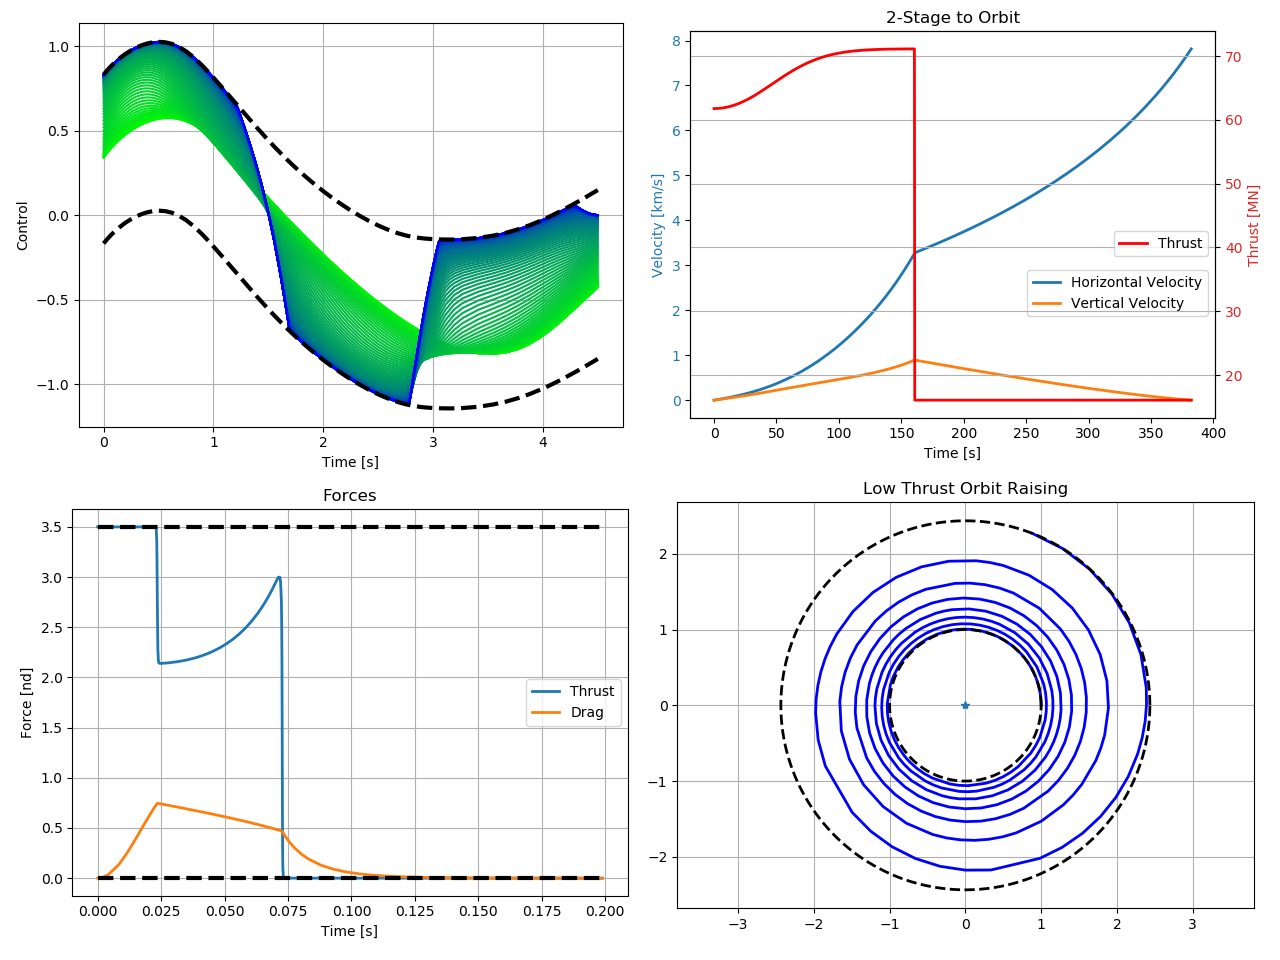 1.0
0.5
0.0
−0.5
−1.0
Control
0 1 2 3 4
Time [s]
2-Stage to Orbit
8
7
6
5
4
3
2
1
0
Velocity [km/s]
70
60
50
40
30
20
Thrust [MN]
Thrust
Horizontal Velocity
Vertical Velocity
0 50 100 150 200 250 300 350 400
Time [s]
Forces
3.5
3.0
2.5
2.0
1.5
1.0
0.5
0.0
Force [nd]
Thrust
Drag
0.000 0.025 0.050 0.075 0.100 0.125 0.150 0.175 0.200
Time [s]
Low Thrust Orbit Raising
2
1
0
−1
−2
−3 −2 −1 0 1 2 3